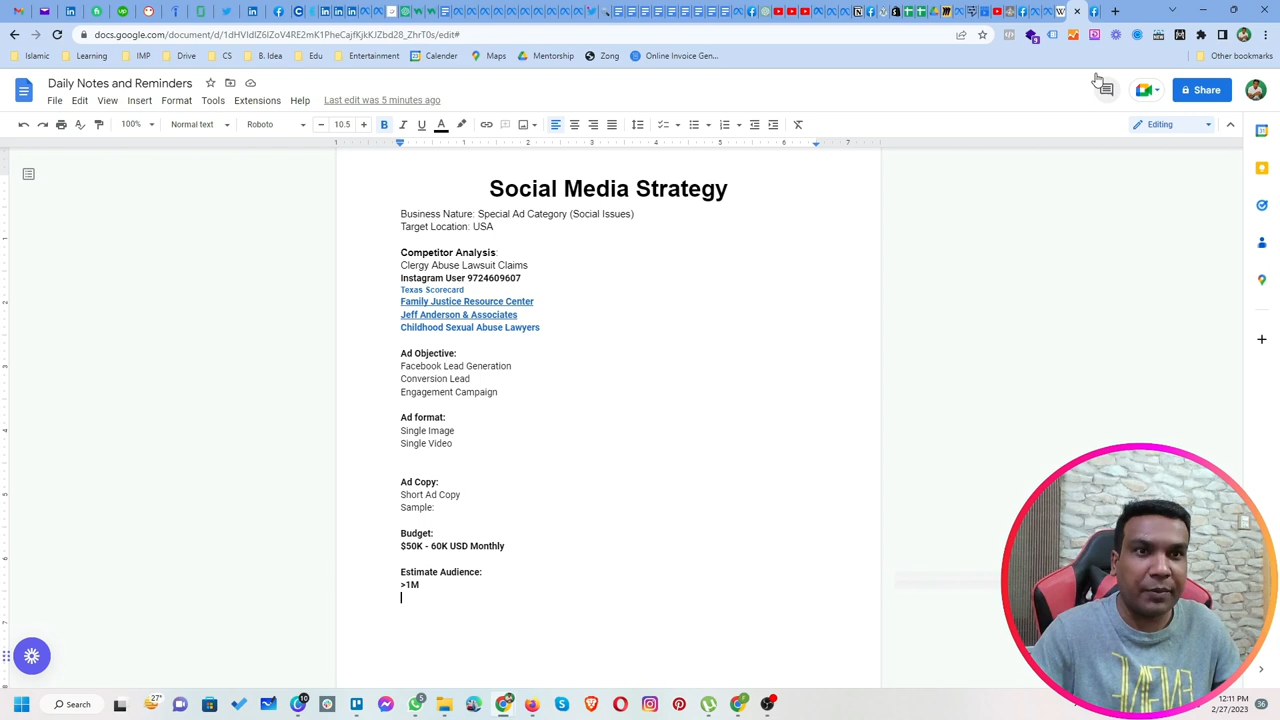 docs.google.com/document/d/1dHVldlZ6lZoV4RE2mK1PheCajfKjkKJZbd28_ZhrT0s/edit#
Islamic Learning IMP Drive CS B. Idea Edu Entertainment Calender Maps Mentorship Zong Online Invoice Gen... Other bookmarks
Daily Notes and Reminders
File Edit View Insert Format Tools Extensions Help Last edit was 5 minutes ago
Share
100% Normal text Roboto 10.5 Editing
Social Media Strategy
Business Nature: Special Ad Category (Social Issues)
Target Location: USA
Competitor Analysis:
Clergy Abuse Lawsuit Claims
Instagram User 9724609607
Texas Scorecard
Family Justice Resource Center
Jeff Anderson & Associates
Childhood Sexual Abuse Lawyers
Ad Objective:
Facebook Lead Generation
Conversion Lead
Engagement Campaign
Ad format:
Single Image
Single Video
Ad Copy:
Short Ad Copy
Sample:
Budget:
$50K - 60K USD Monthly
Estimate Audience:
>1M
Search
27°
12:11 PM
2/27/2023